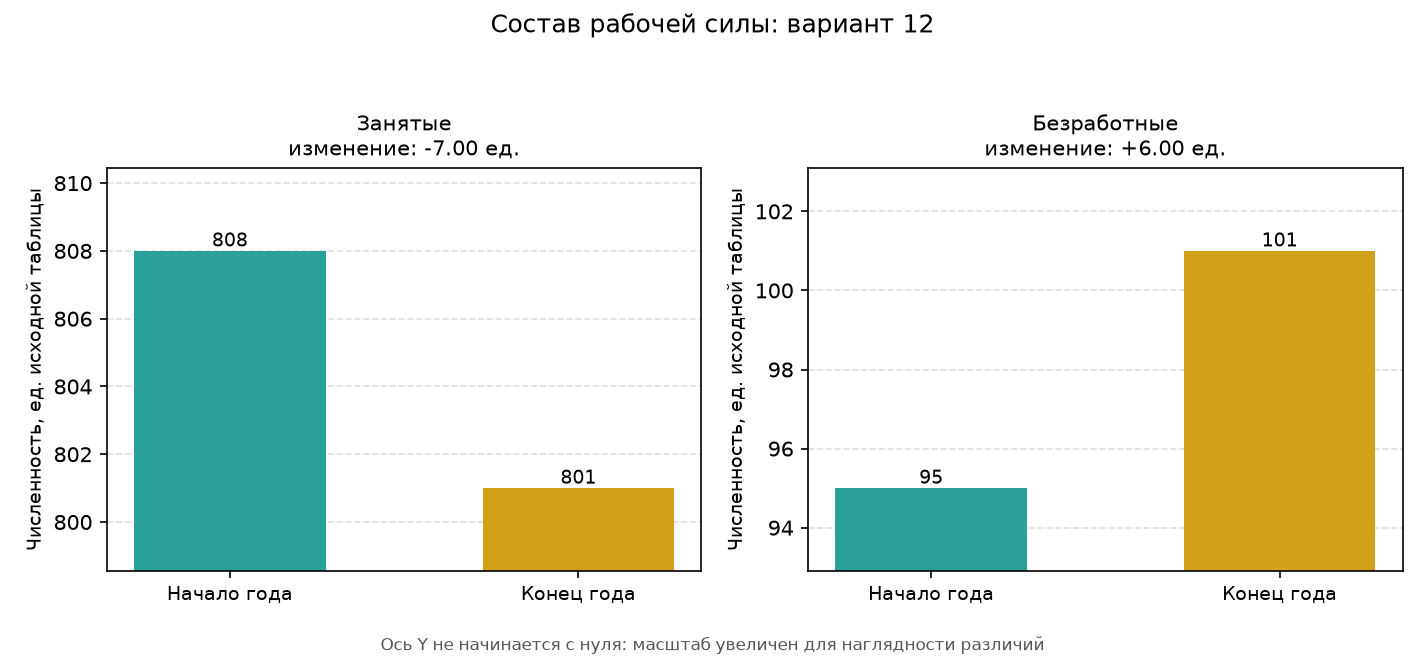 Состав рабочей силы: вариант 12
Занятые
изменение: -7.00 ед.
Численность, ед. исходной таблицы
810
808
806
804
802
800
808
801
Начало года
Конец года
Безработные
изменение: +6.00 ед.
Численность, ед. исходной таблицы
102
100
98
96
94
95
101
Начало года
Конец года
Ось Y не начинается с нуля: масштаб увеличен для наглядности различий